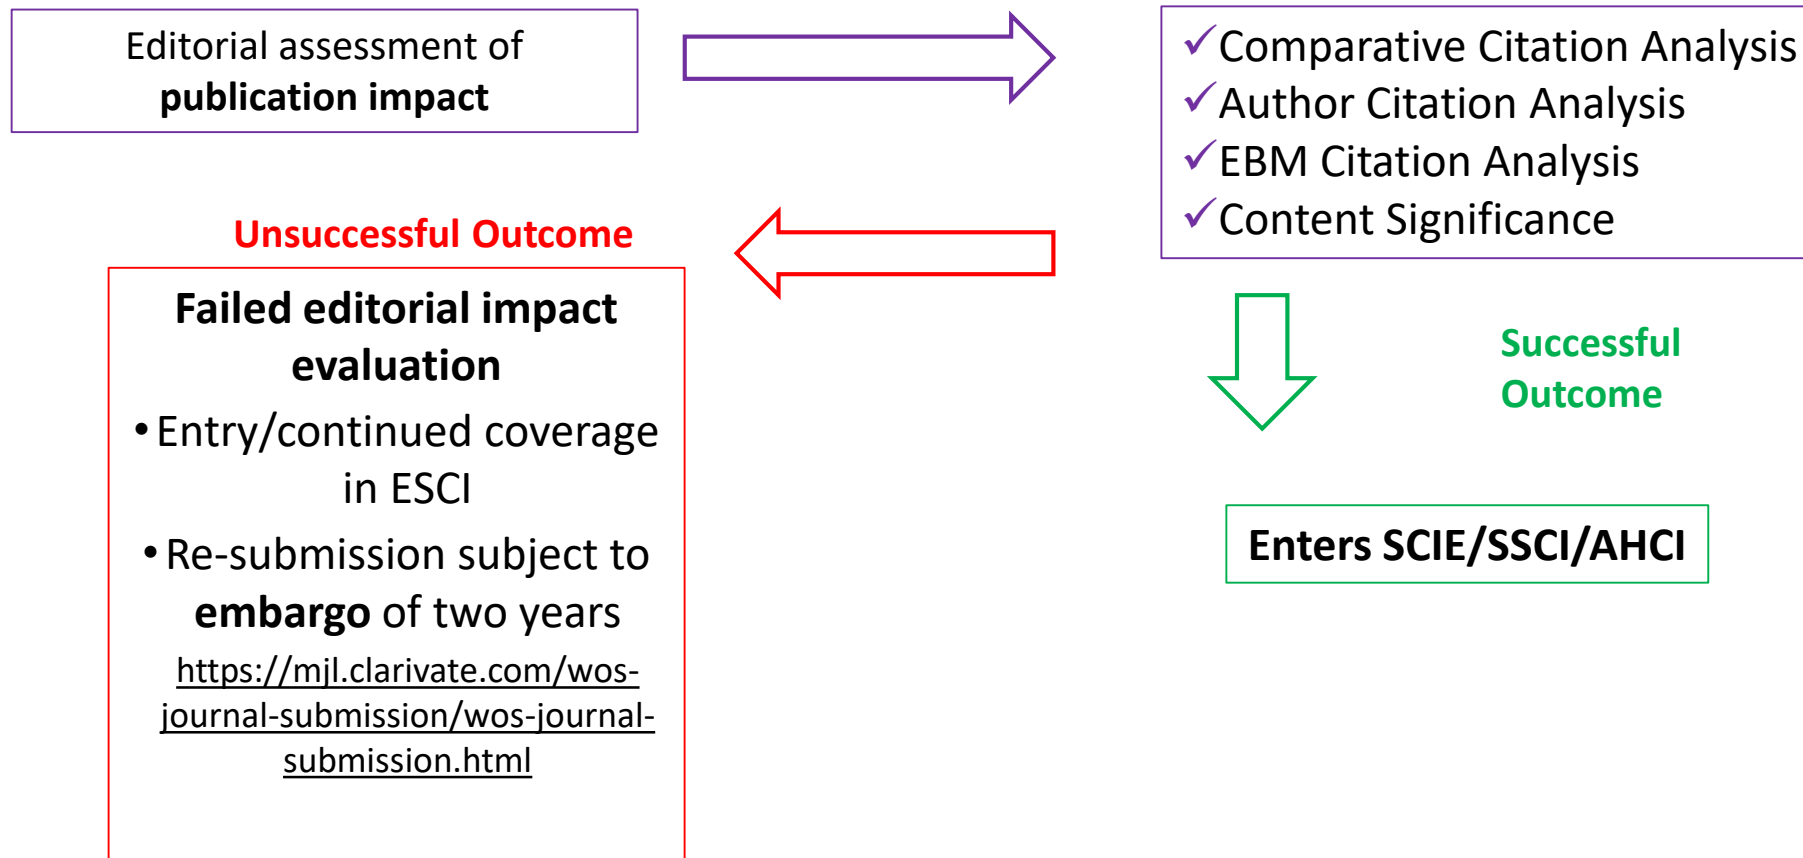 Editorial assessment of
publication impact
✓Comparative Citation Analysis
✓Author Citation Analysis
✓EBM Citation Analysis
✓Content Significance
Unsuccessful Outcome
Failed editorial impact
evaluation
•Entry/continued coverage
in ESCI
•Re-submission subject to
embargo of two years
https://mjl.clarivate.com/wos-
journal-submission/wos-journal-
submission.html
Successful
Outcome
Enters SCIE/SSCI/AHCI